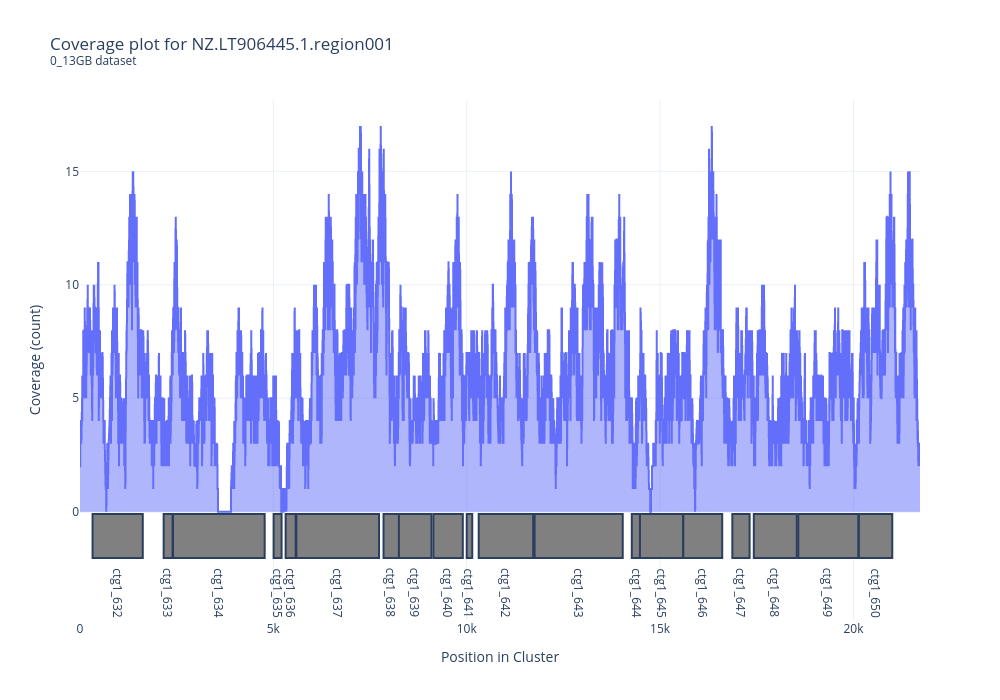 Coverage plot for NZ.LT906445.1.region001
0_13GB dataset
Coverage (count)
15
10
5
0
ctg1_632
ctg1_633
ctg1_634
ctg1_635
ctg1_636
ctg1_637
ctg1_638
ctg1_639
ctg1_640
ctg1_641
ctg1_642
ctg1_643
ctg1_644
ctg1_645
ctg1_646
ctg1_647
ctg1_648
ctg1_649
ctg1_650
0 5k 10k 15k 20k
Position in Cluster